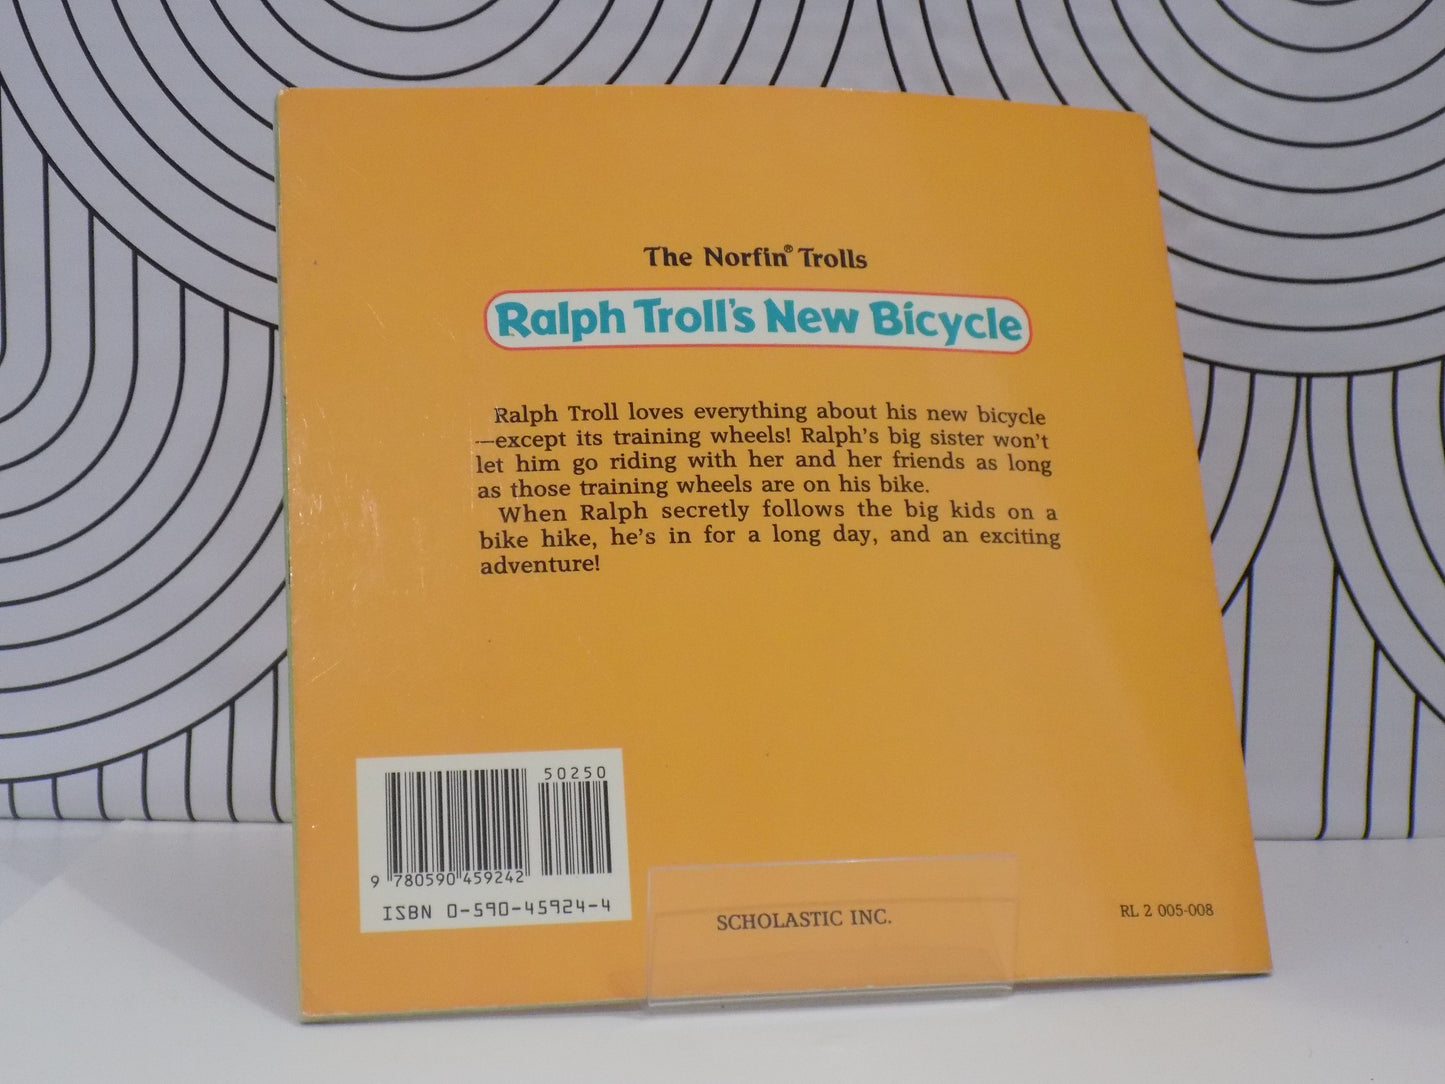 The Norfin® Trolls
Ralph Troll's New Bicycle
Ralph Troll loves everything about his new bicycle
—except its training wheels! Ralph's big sister won't
let him go riding with her and her friends as long
as those training wheels are on his bike.
When Ralph secretly follows the big kids on a
bike hike, he's in for a long day, and an exciting
adventure!
50250
9 780590 459242
ISBN 0-590-45924-4
SCHOLASTIC INC.
RL 2 005-008